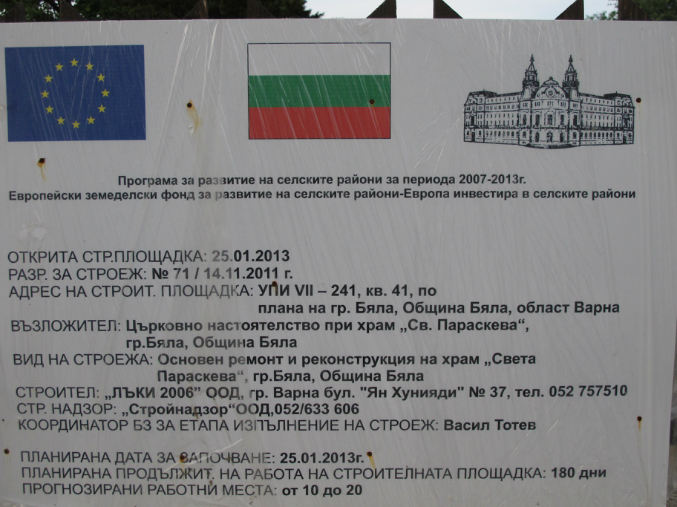 Програма за развитие на селските райони за периода 2007-2013г.
Европейски земеделски фонд за развитие на селските райони-Европа инвестира в селските райони
ОТКРИТА СТР.ПЛОЩАДКА: 25.01.2013
РАЗР. ЗА СТРОЕЖ: № 71 / 14.11.2011 г.
АДРЕС НА СТРОИТ. ПЛОЩАДКА: УПИ VII – 241, кв. 41, по
плана на гр. Бяла, Община Бяла, област Варна
ВЪЗЛОЖИТЕЛ: Църковно настоятелство при храм „Св. Параскева“,
гр.Бяла, Община Бяла
ВИД НА СТРОЕЖА: Основен ремонт и реконструкция на храм „Света
Параскева“, гр.Бяла, Община Бяла
СТРОИТЕЛ: „ЛЪКИ 2006” ООД, гр. Варна бул. "Ян Хунияди" № 37, тел. 052 757510
СТР. НАДЗОР: „Стройнадзор“ООД,052/633 606
КООРДИНАТОР БЗ ЗА ЕТАПА ИЗПЪЛНЕНИЕ НА СТРОЕЖ: Васил Тотев
ПЛАНИРАНА ДАТА ЗА ЗАПОЧВАНЕ: 25.01.2013г.
ПЛАНИРАНА ПРОДЪЛЖИТ. НА РАБОТА НА СТРОИТЕЛНАТА ПЛОЩАДКА: 180 дни
ПРОГНОЗИРАНИ РАБОТНИ МЕСТА: от 10 до 20